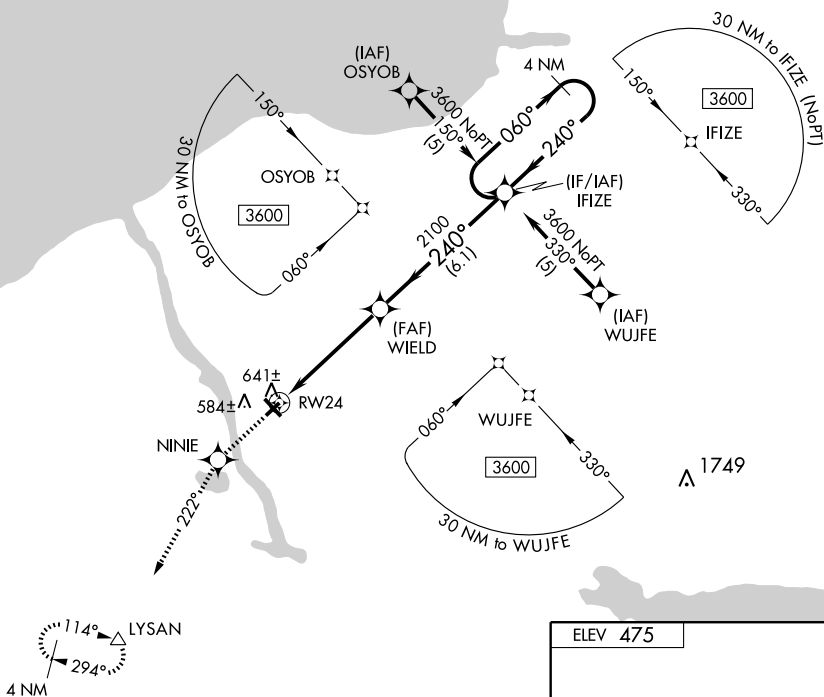 (IAF)
OSYOB
4 NM
3600 NoPT
150°
(5)
060°
240°
30 NM to IFIZE (NoPT)
150°
3600
IFIZE
330°
30 NM to OSYOB
150°
OSYOB
3600
060°
(IF/IAF)
IFIZE
2100
240°
(6.1)
3600 NoPT
330°
(5)
(IAF)
WUJFE
(FAF)
WIELD
641±
584±
RW24
NINIE
222°
060°
WUJFE
3600
330°
30 NM to WUJFE
1749
114°
LYSAN
294°
4 NM
ELEV 475